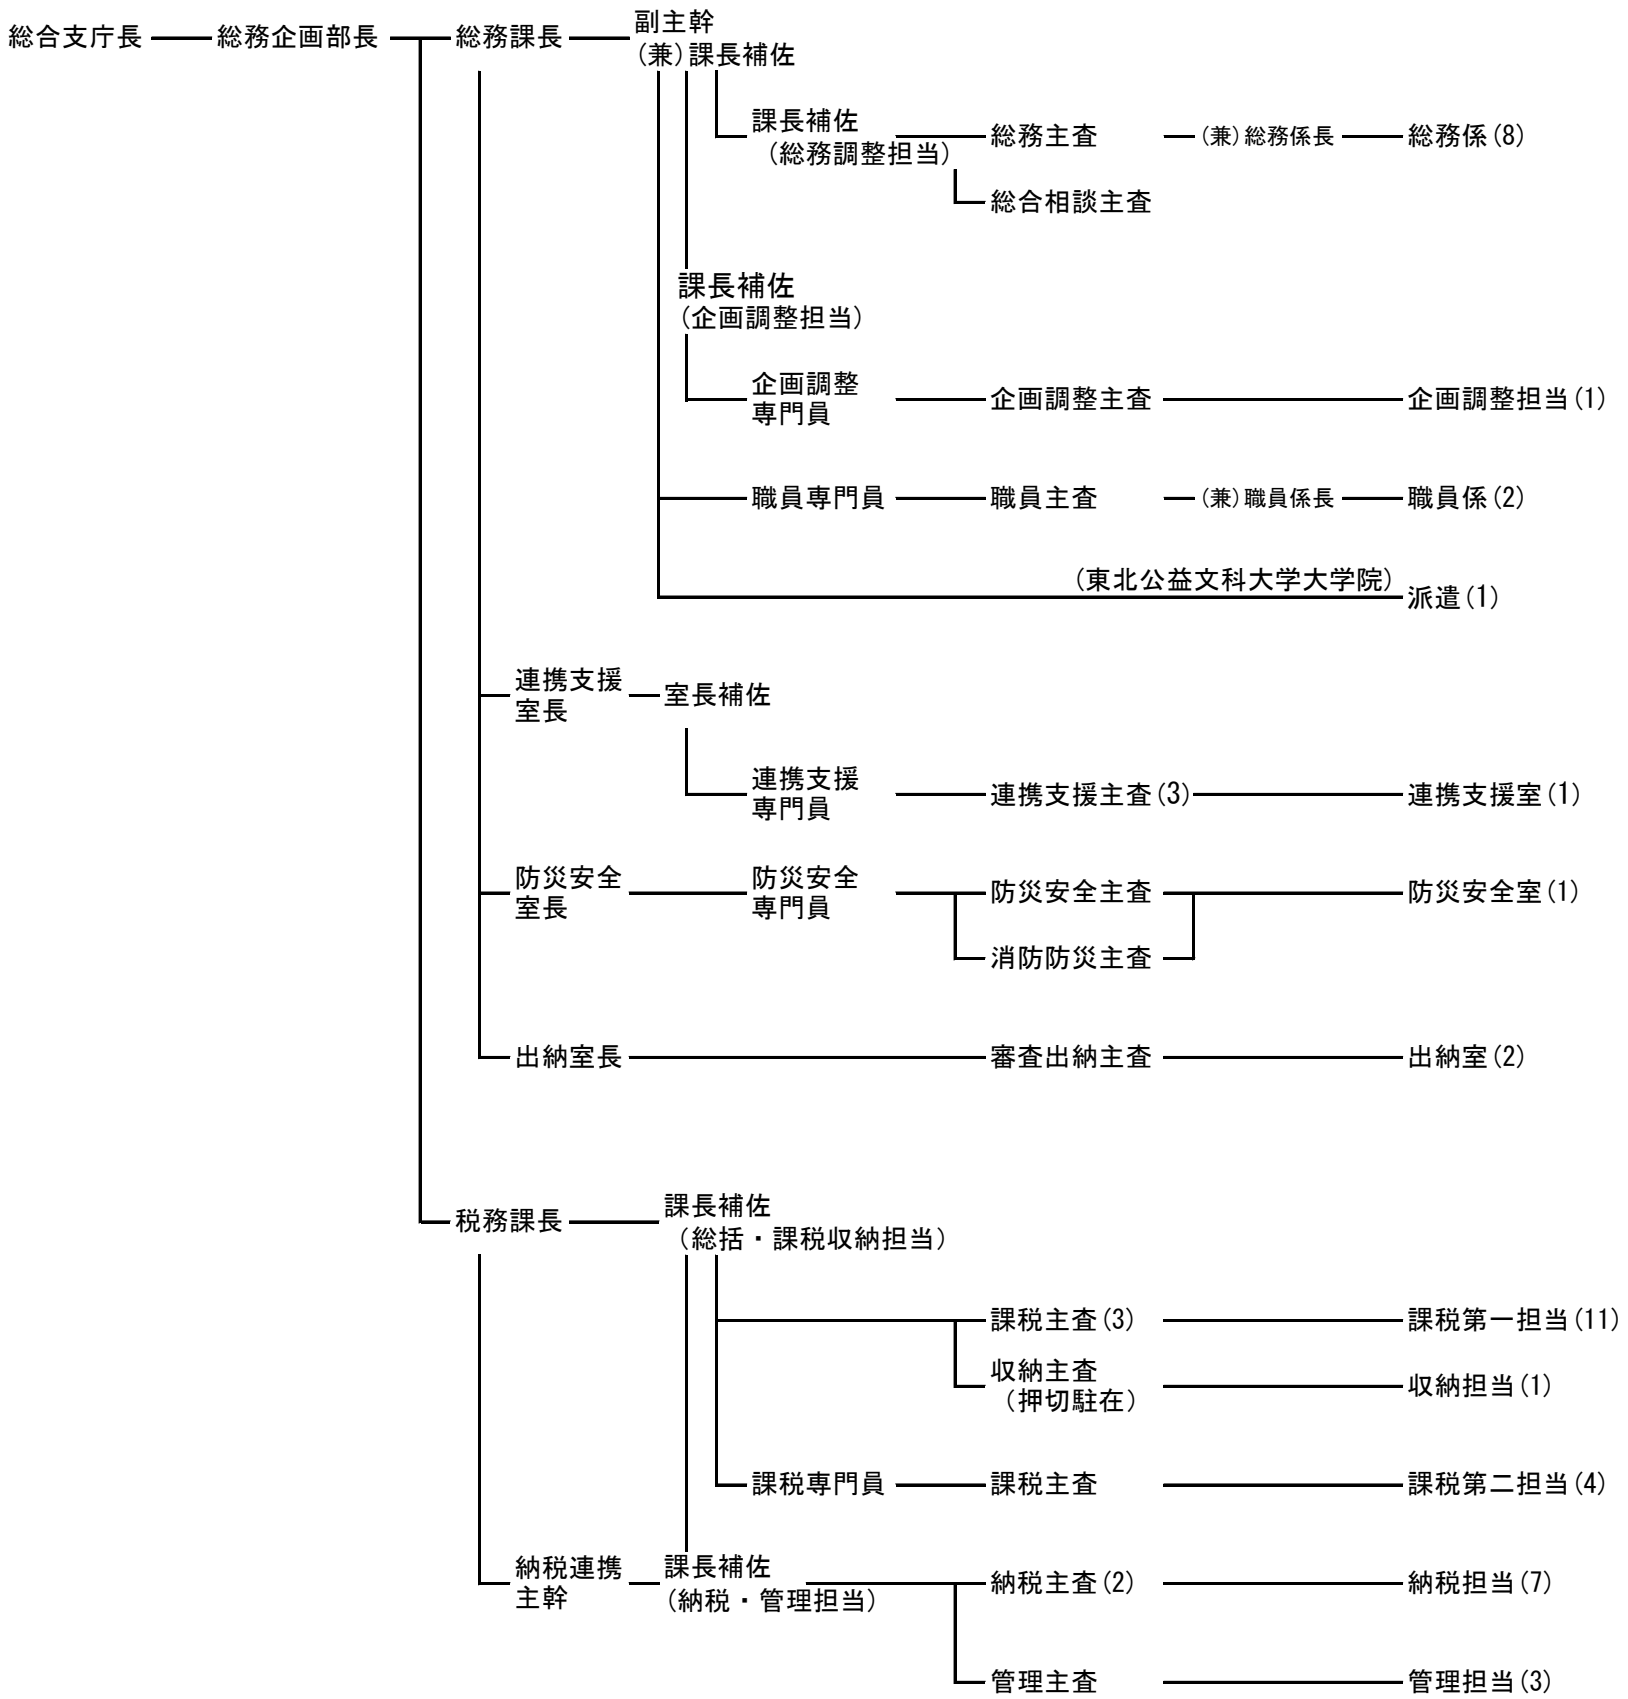 総合支庁長 総務企画部長 総務課長 副主幹
(兼)課長補佐
課長補佐
(総務調整担当)
総務主査 (兼)総務係長 総務係(8)
総合相談主査
課長補佐
(企画調整担当)
企画調整
専門員
企画調整主査 企画調整担当(1)
職員専門員 職員主査 (兼)職員係長 職員係(2)
(東北公益文科大学大学院)
派遣(1)
連携支援
室長
室長補佐
連携支援
専門員
連携支援主査(3) 連携支援室(1)
防災安全
室長
防災安全
専門員
防災安全主査 防災安全室(1)
消防防災主査
出納室長 審査出納主査 出納室(2)
税務課長
課長補佐
(総括・課税収納担当)
課税主査(3) 課税第一担当(11)
収納主査
(押切駐在)
収納担当(1)
課税専門員 課税主査 課税第二担当(4)
納税連携
主幹
課長補佐
(納税・管理担当)
納税主査(2) 納税担当(7)
管理主査 管理担当(3)